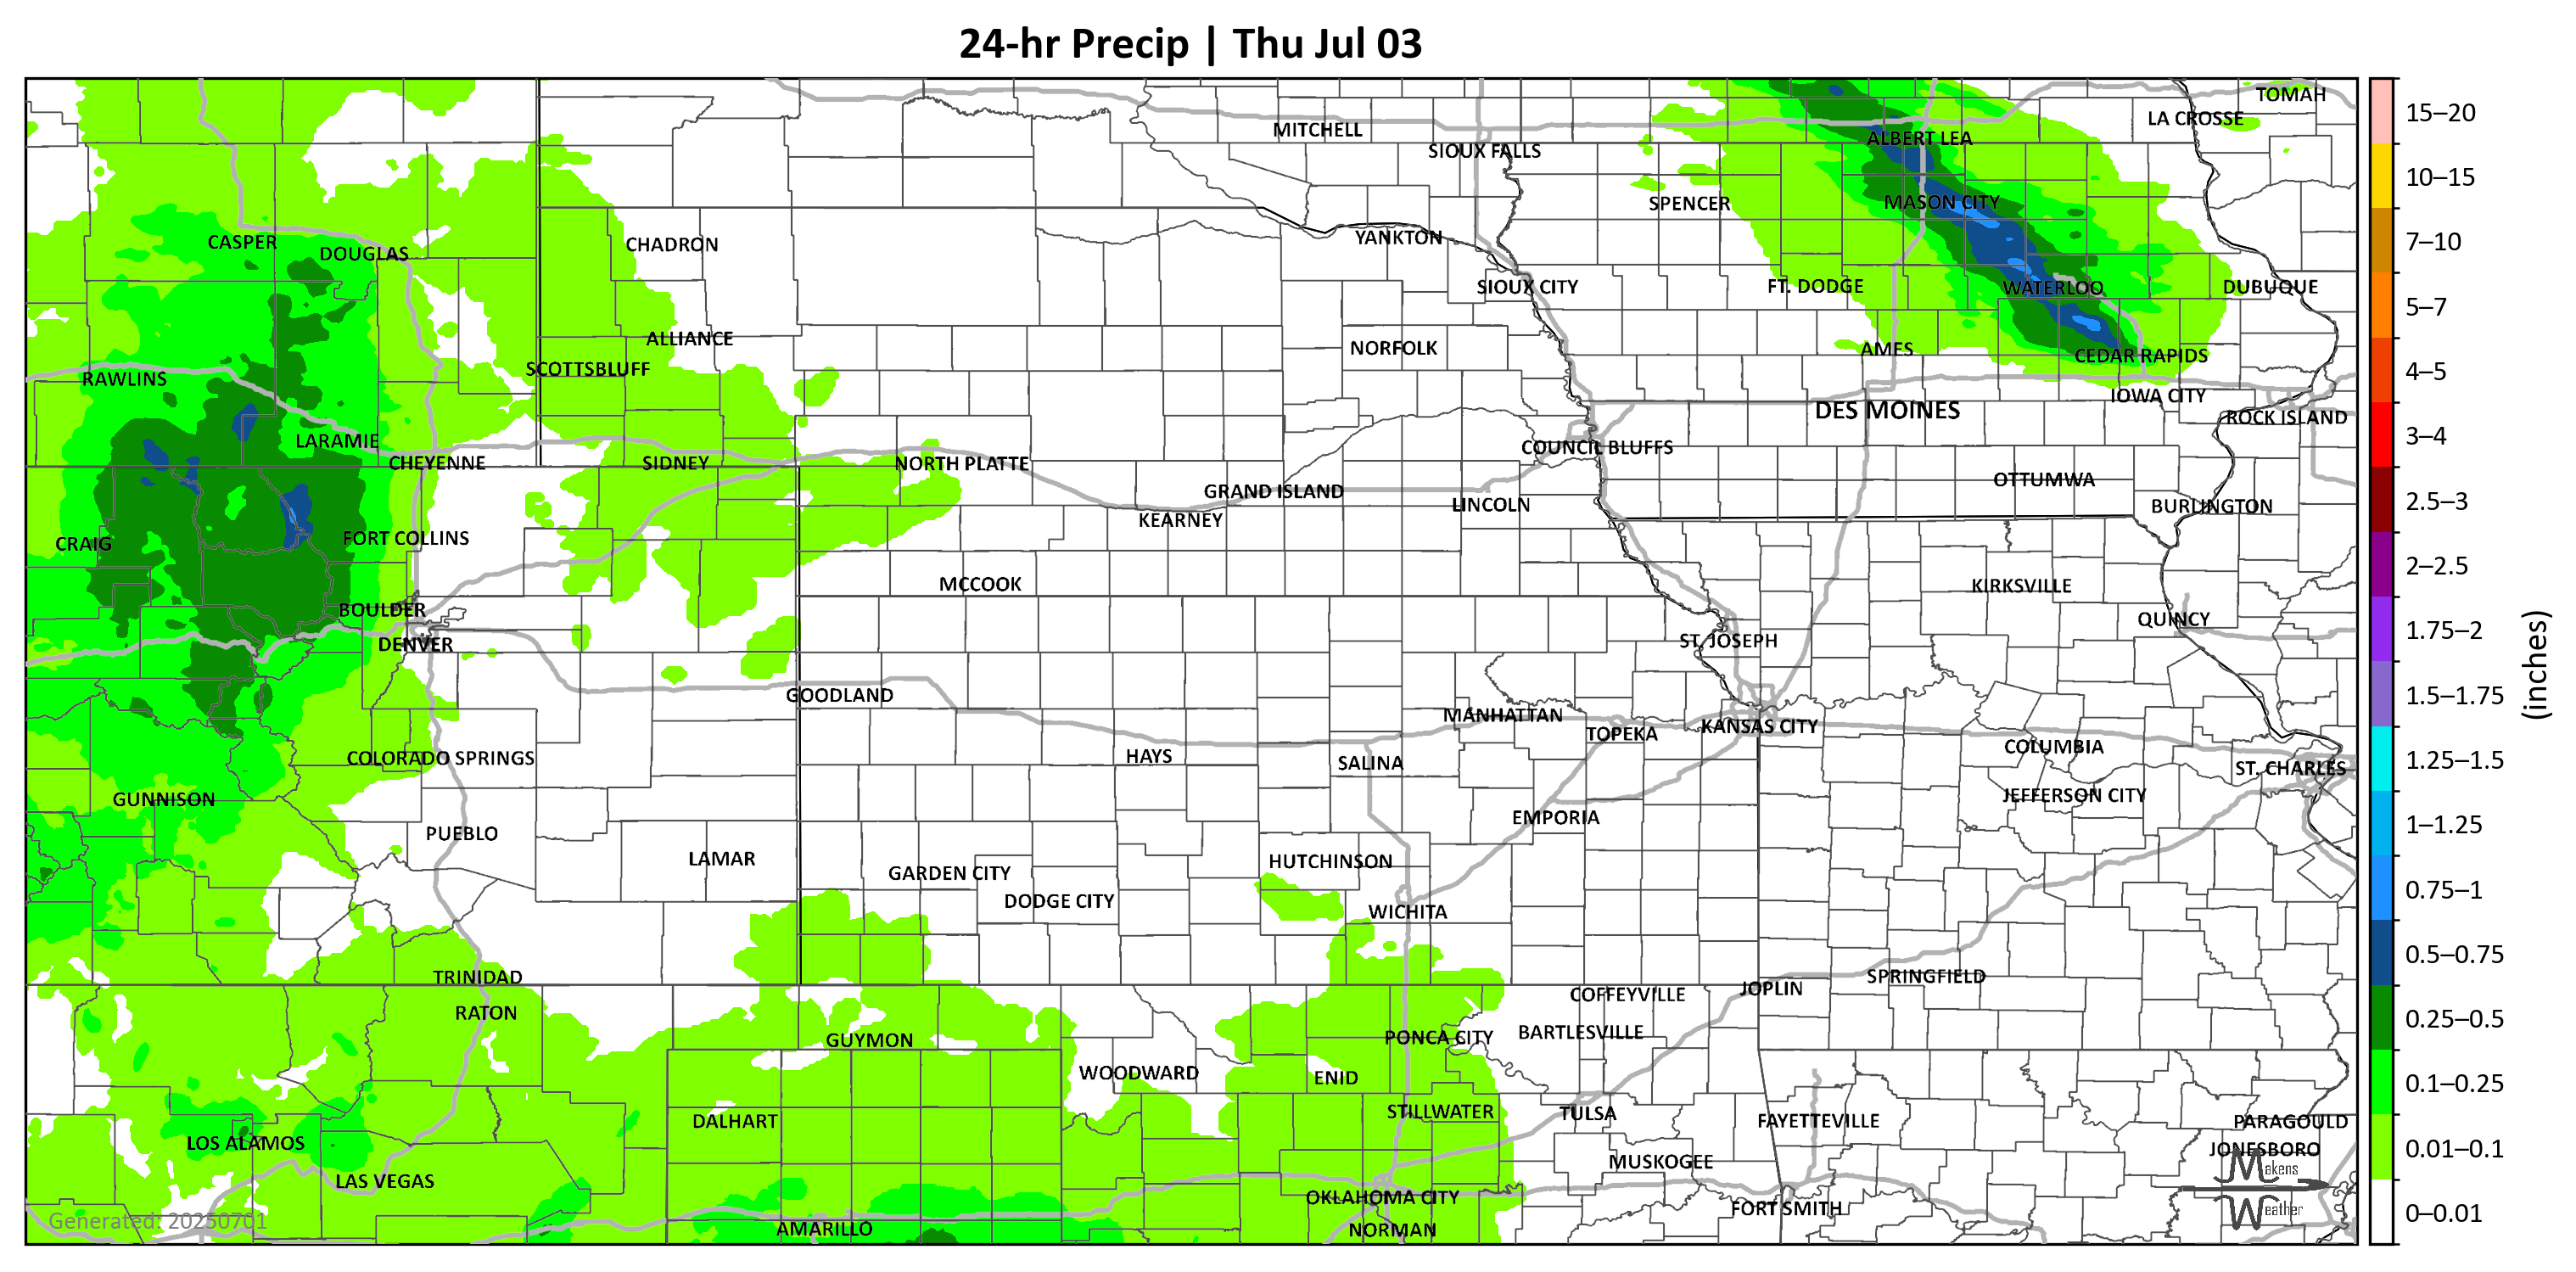 24-hr Precip | Thu Jul 03
TOMAH
LA CROSSE
MITCHELL
ALBERT LEA
SIOUX FALLS
MASON CITY
SPENCER
YANKTON
CASPER
CHADRON
DOUGLAS
SIOUX CITY
FT. DODGE
WATERLOO
DUBUQUE
ALLIANCE
NORFOLK
AMES
CEDAR RAPIDS
SCOTTSBLUFF
RAWLINS
IOWA CITY
DES MOINES
ROCK ISLAND
LARAMIE
COUNCIL BLUFFS
CHEYENNE
SIDNEY
NORTH PLATTE
OTTUMWA
GRAND ISLAND
LINCOLN
BURLINGTON
KEARNEY
FORT COLLINS
CRAIG
MCCOOK
KIRKSVILLE
BOULDER
QUINCY
DENVER
ST. JOSEPH
GOODLAND
MANHATTAN
KANSAS CITY
TOPEKA
COLUMBIA
COLORADO SPRINGS
HAYS
SALINA
ST. CHARLES
GUNNISON
JEFFERSON CITY
EMPORIA
PUEBLO
LAMAR
HUTCHINSON
GARDEN CITY
DODGE CITY
WICHITA
TRINIDAD
SPRINGFIELD
JOPLIN
COFFEYVILLE
RATON
BARTLESVILLE
PONCA CITY
GUYMON
WOODWARD
ENID
STILLWATER
TULSA
DALHART
FAYETTEVILLE
PARAGOULD
LOS ALAMOS
JONESBORO
MUSKOGEE
LAS VEGAS
OKLAHOMA CITY
FORT SMITH
AMARILLO
NORMAN
Generated: 20250701
Makens
Weather
15–20
10–15
7–10
5–7
4–5
3–4
2.5–3
2–2.5
1.75–2
1.5–1.75
1.25–1.5
1–1.25
0.75–1
0.5–0.75
0.25–0.5
0.1–0.25
0.01–0.1
0–0.01
(inches)